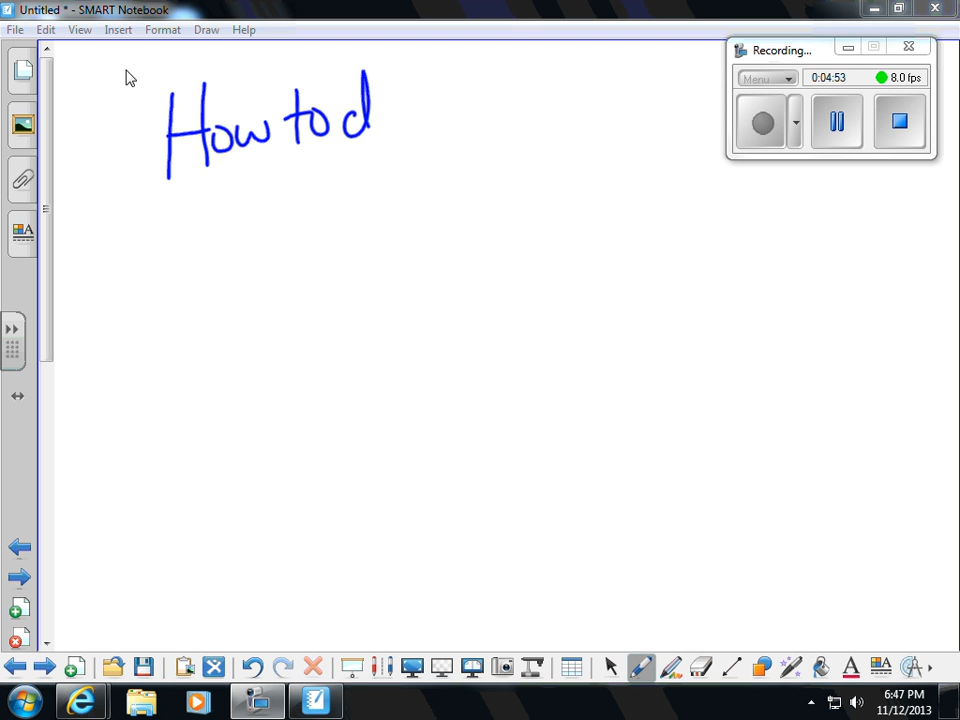 Untitled * - SMART Notebook
File Edit View Insert Format Draw Help
Recording...
Menu 0:04:53 8.0 fps
How to d
6:47 PM
11/12/2013